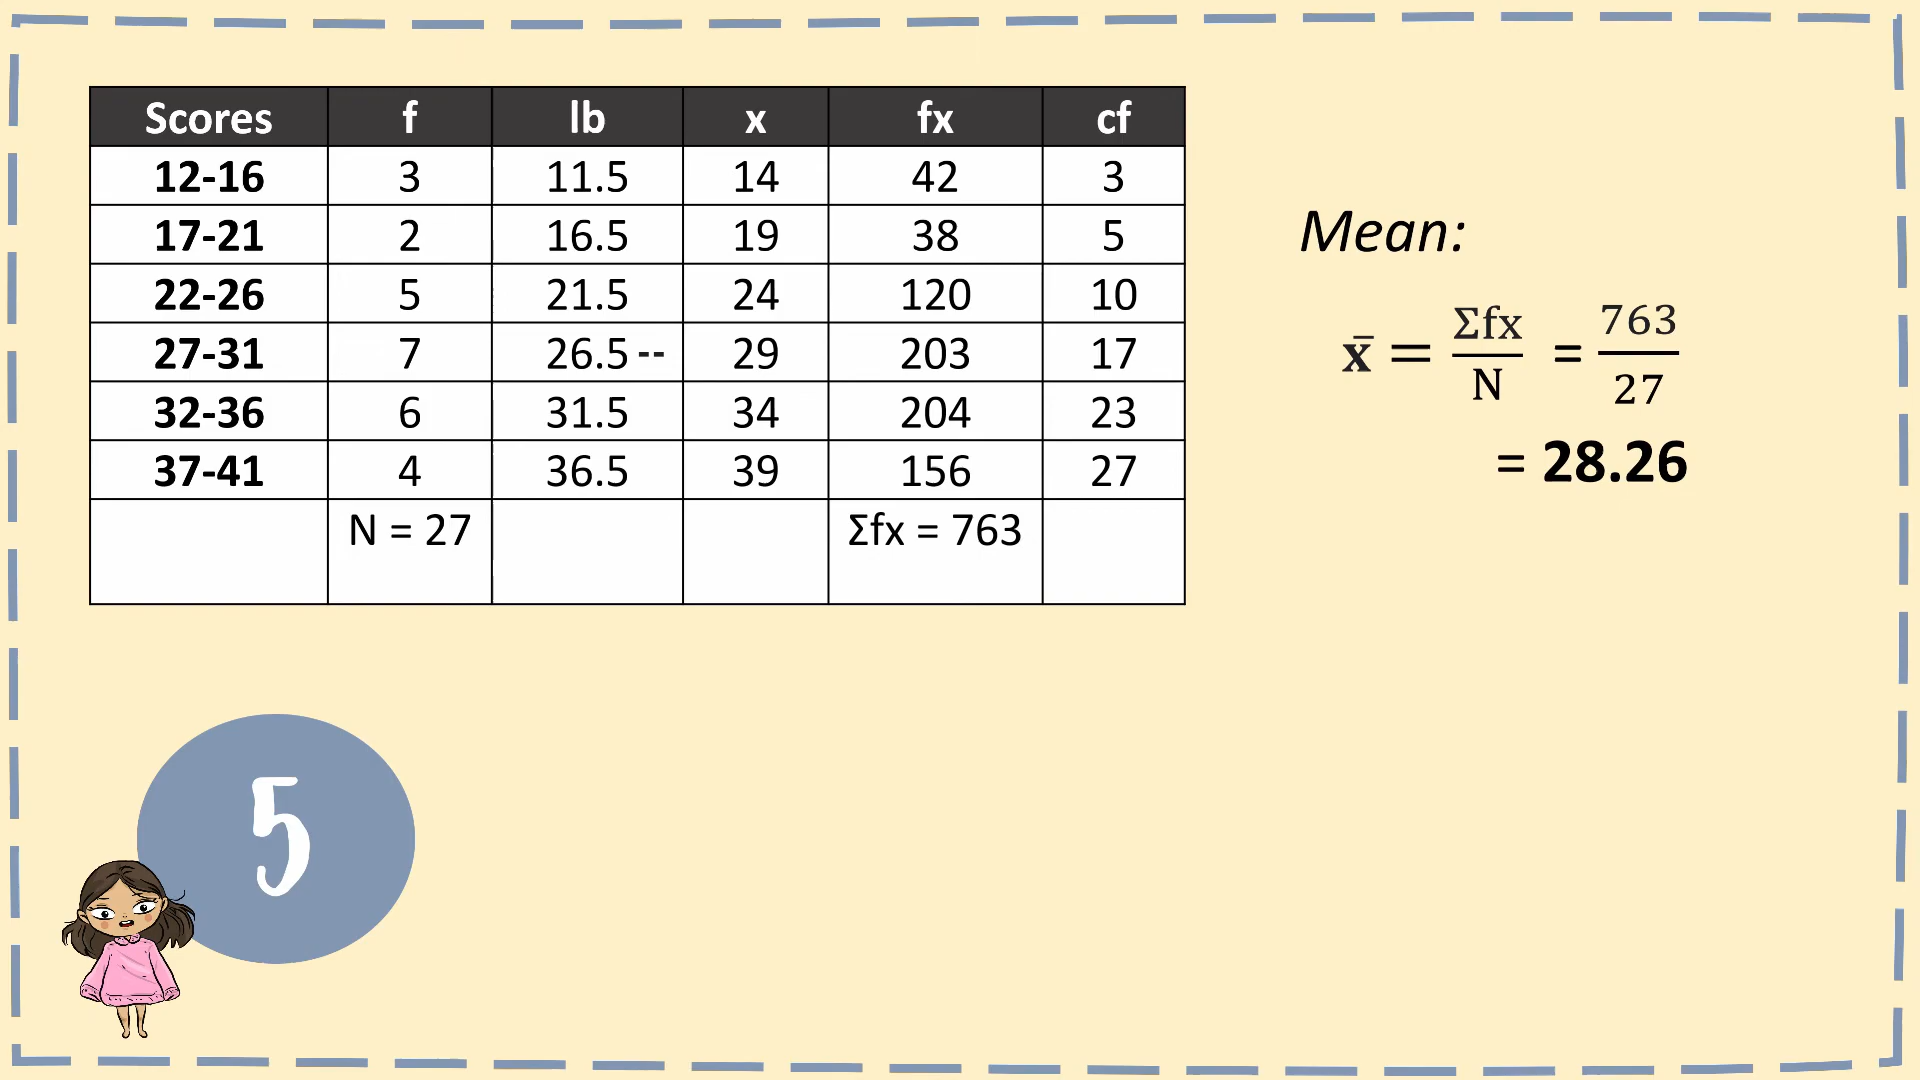 Scores f lb x fx cf
12-16 3 11.5 14 42 3
17-21 2 16.5 19 38 5
22-26 5 21.5 24 120 10
27-31 7 26.5 -- 29 203 17
32-36 6 31.5 34 204 23
37-41 4 36.5 39 156 27
N = 27 Σfx = 763
Mean:
x̄ = Σfx/N = 763/27
= 28.26
5